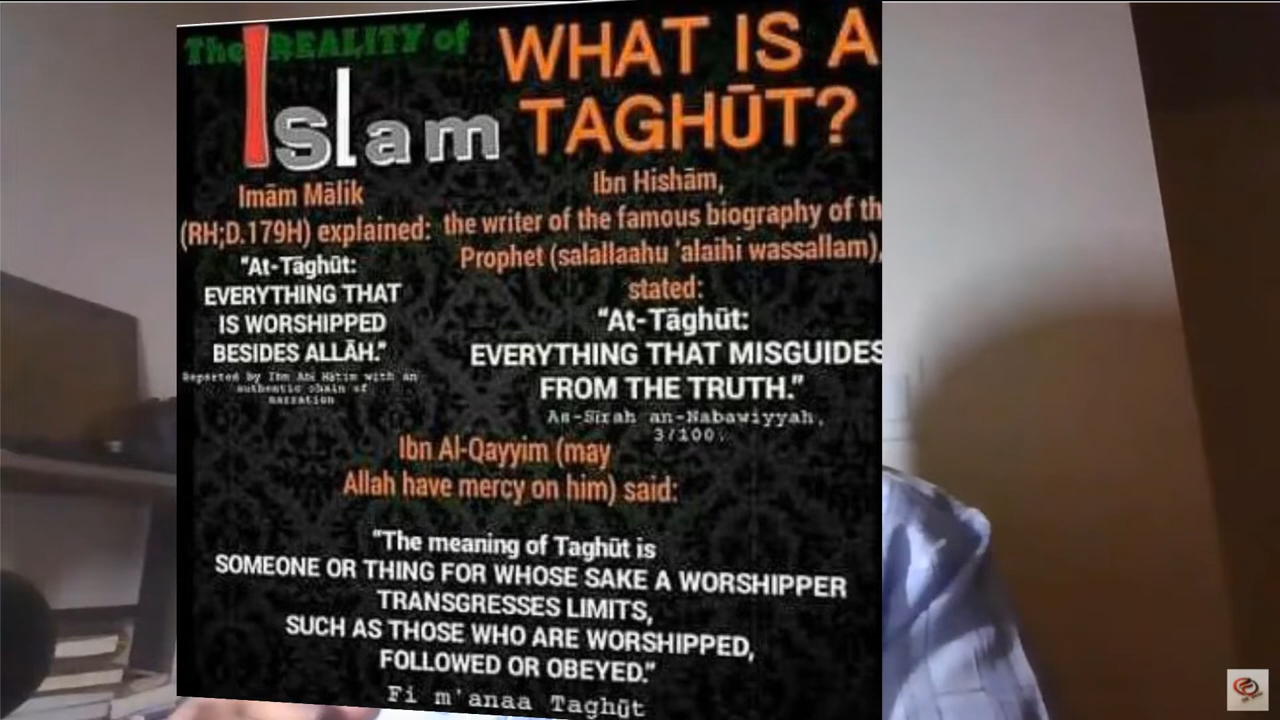 The REALITY of
Islam
WHAT IS A
TAGHŪT?
Imām Mālik
(RH;D.179H) explained:
"At-Tāghūt:
EVERYTHING THAT
IS WORSHIPPED
BESIDES ALLĀH."
Reported by Ibn Abi Hātim with an
authentic chain of
narration
Ibn Hishām,
the writer of the famous biography of th
Prophet (salallaahu 'alaihi wassallam),
stated:
"At-Tāghūt:
EVERYTHING THAT MISGUIDES
FROM THE TRUTH."
As-Sīrah an-Nabawiyyah,
3/100.
Ibn Al-Qayyim (may
Allah have mercy on him) said:
"The meaning of Taghūt is
SOMEONE OR THING FOR WHOSE SAKE A WORSHIPPER
TRANSGRESSES LIMITS,
SUCH AS THOSE WHO ARE WORSHIPPED,
FOLLOWED OR OBEYED."
Fi m'anaa Taghūt